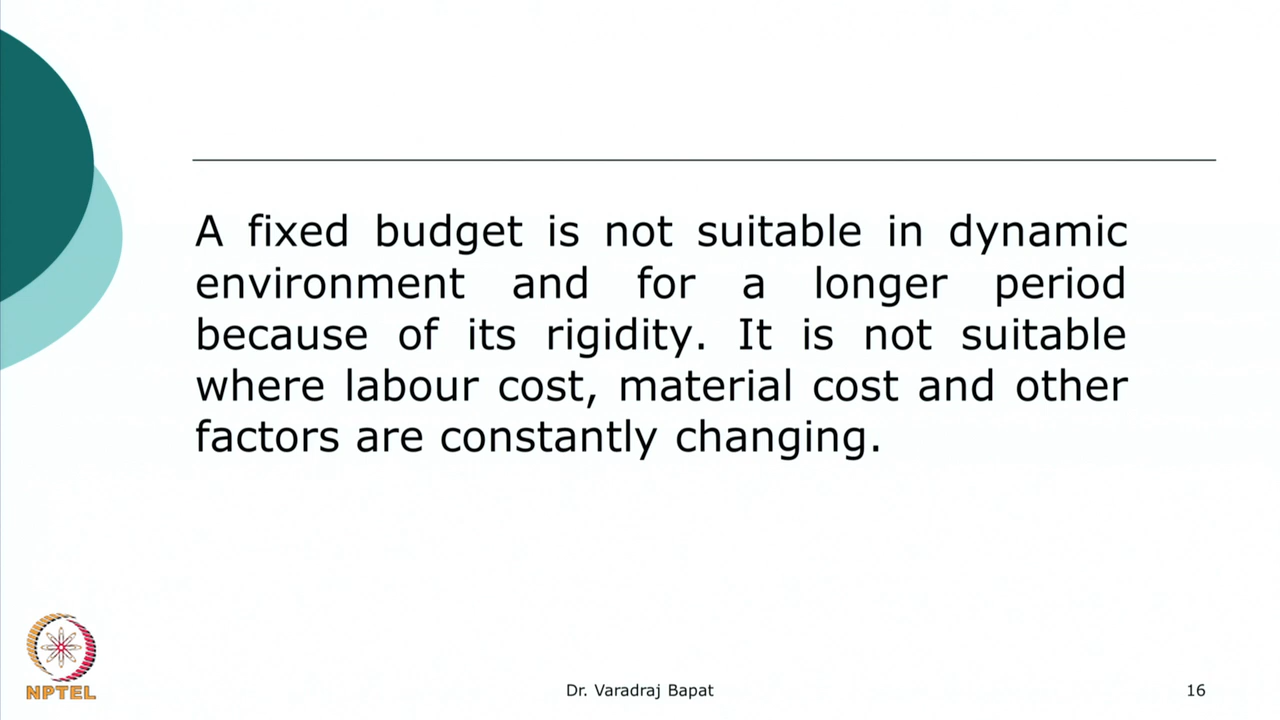 A fixed budget is not suitable in dynamic
environment and for a longer period
because of its rigidity. It is not suitable
where labour cost, material cost and other
factors are constantly changing.
NPTEL
Dr. Varadraj Bapat
16